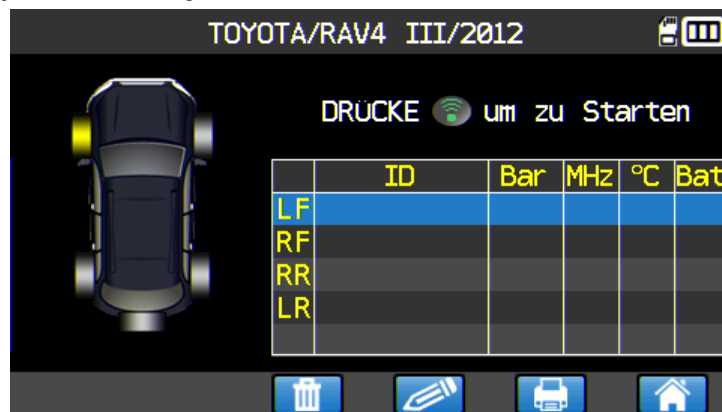 TOYOTA/RAV4 III/2012
DRÜCKE um zu Starten
ID Bar MHz °C Bat
LF
RF
RR
LR